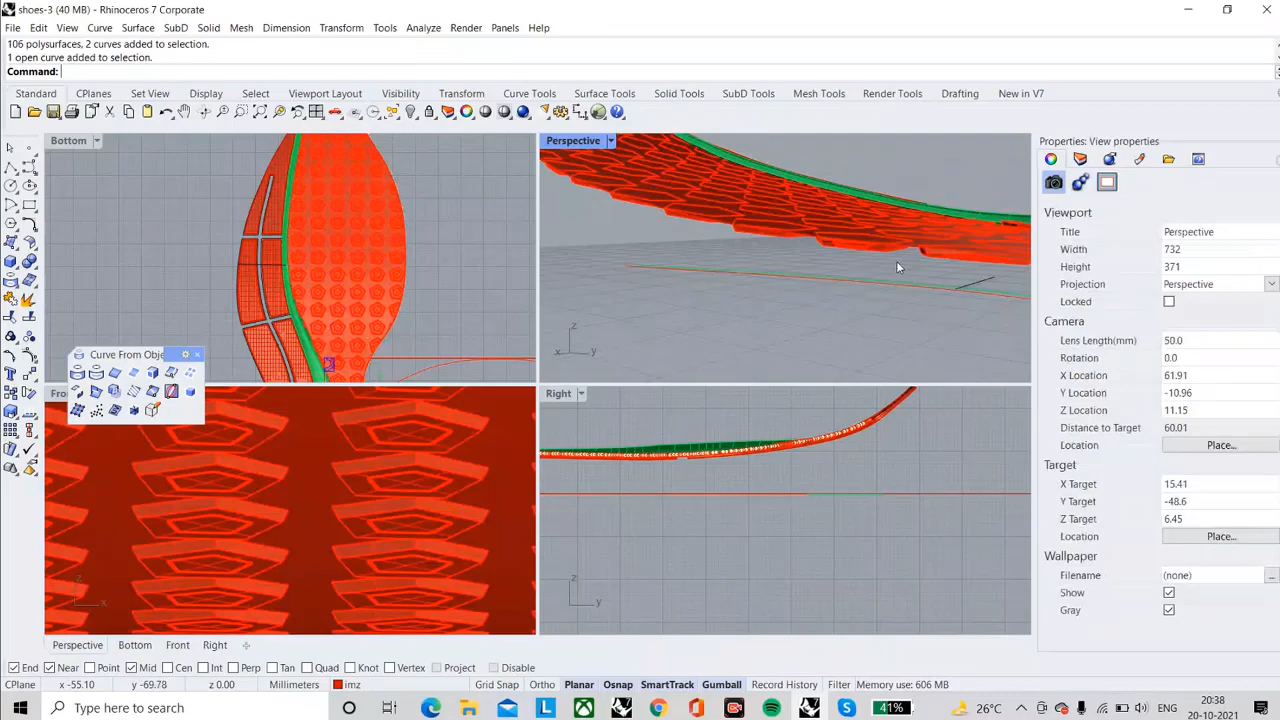 shoes-3 (40 MB) - Rhinoceros 7 Corporate
File Edit View Curve Surface SubD Solid Mesh Dimension Transform Tools Analyze Render Panels Help
106 polysurfaces, 2 curves added to selection.
1 open curve added to selection.
Command:
Standard CPlanes Set View Display Select Viewport Layout Visibility Transform Curve Tools Surface Tools Solid Tools SubD Tools Mesh Tools Render Tools Drafting New in V7
Bottom
Perspective
Properties: View properties
Viewport
Title Perspective
Width 732
Height 371
Projection Perspective
Locked
Camera
Lens Length(mm) 50.0
Rotation 0.0
X Location 61.91
Y Location -10.96
Z Location 11.15
Distance to Target 60.01
Location Place...
Target
X Target 15.41
Y Target -48.6
Z Target 6.45
Location Place...
Wallpaper
Filename (none) ...
Show
Gray
Curve From Obje
Fro
Right
z
y
x
z
x
z
y
Perspective Bottom Front Right
End Near Point Mid Cen Int Perp Tan Quad Knot Vertex Project Disable
CPlane x -55.10 y -69.78 z 0.00 Millimeters imz Grid Snap Ortho Planar Osnap SmartTrack Gumball Record History Filter Memory use: 606 MB
Type here to search
41%
26°C
ENG
20:38
20-10-2021